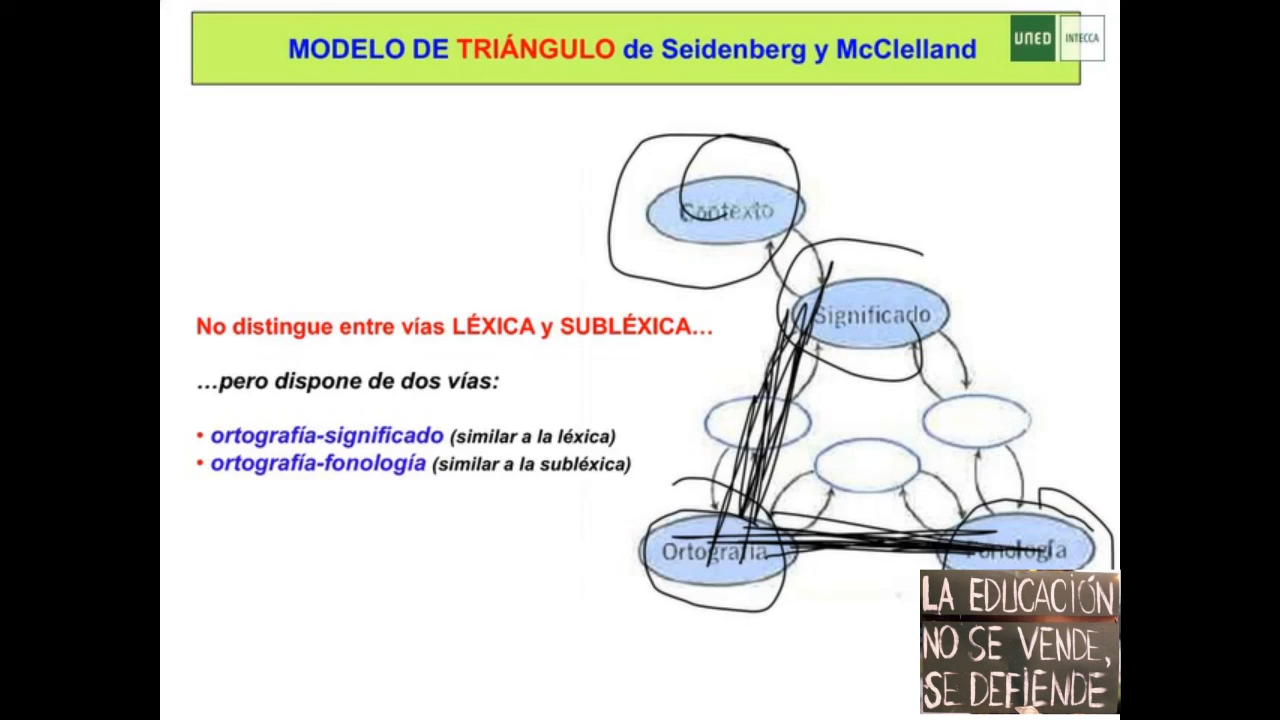 MODELO DE TRIÁNGULO de Seidenberg y McClelland
UNED
INTECCA
Contexto
Significado
No distingue entre vías LÉXICA y SUBLÉXICA…
…pero dispone de dos vías:
• ortografía-significado (similar a la léxica)
• ortografía-fonología (similar a la subléxica)
Ortografía
Fonología
LA EDUCACIÓN
NO SE VENDE,
SE DEFIENDE